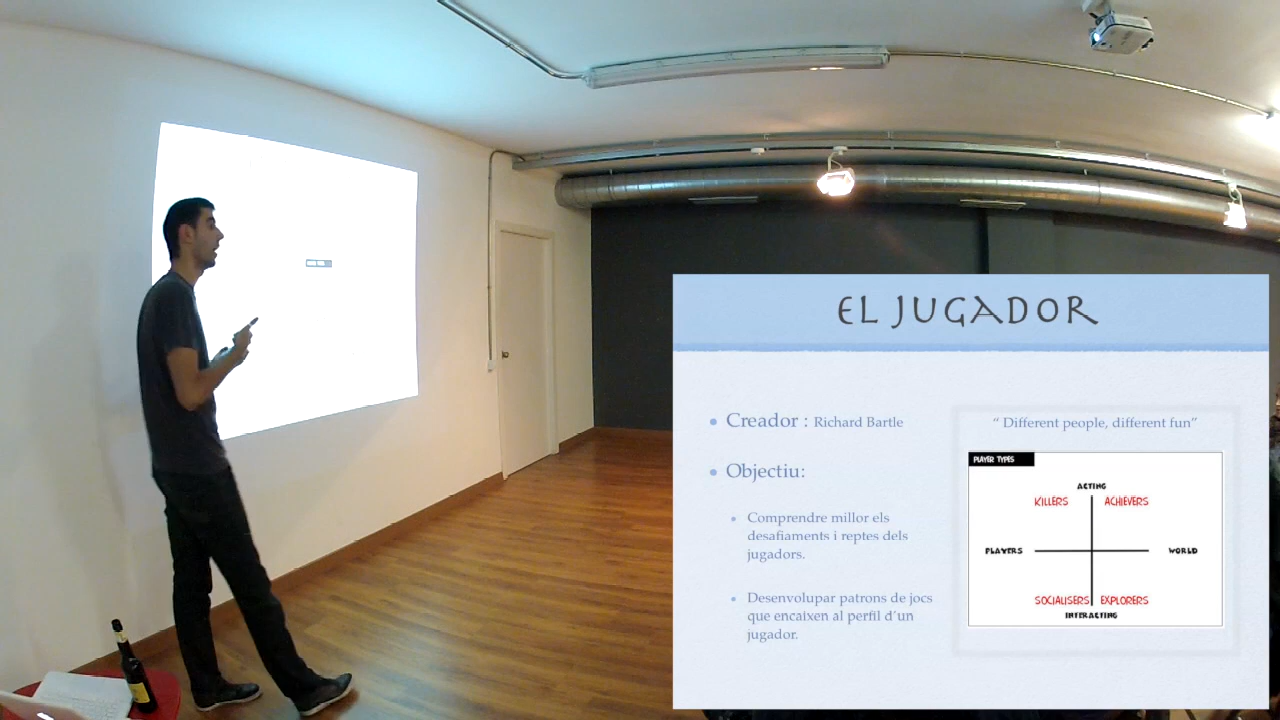 EL JUGADOR
• Creador : Richard Bartle
• Objectiu:
• Comprendre millor els
desafiaments i reptes dels
jugadors.
• Desenvolupar patrons de jocs
que encaixen al perfil d'un
jugador.
“ Different people, different fun”
PLAYER TYPES
ACTING
KILLERS ACHIEVERS
PLAYERS WORLD
SOCIALISERS EXPLORERS
INTERACTING